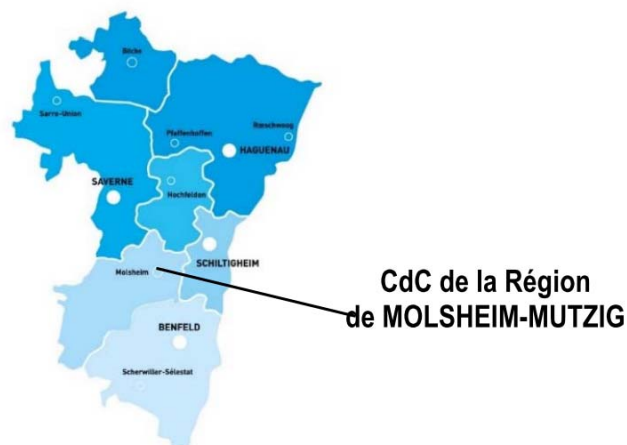 Bitche
Sarre-Union
Pfaffenhoffen
HAGUENAU
SAVERNE
Hochfelden
SCHILTIGHEIM
Molsheim
CdC de la Région
de MOLSHEIM-MUTZIG
BENFELD
Scherwiller-Sélestat